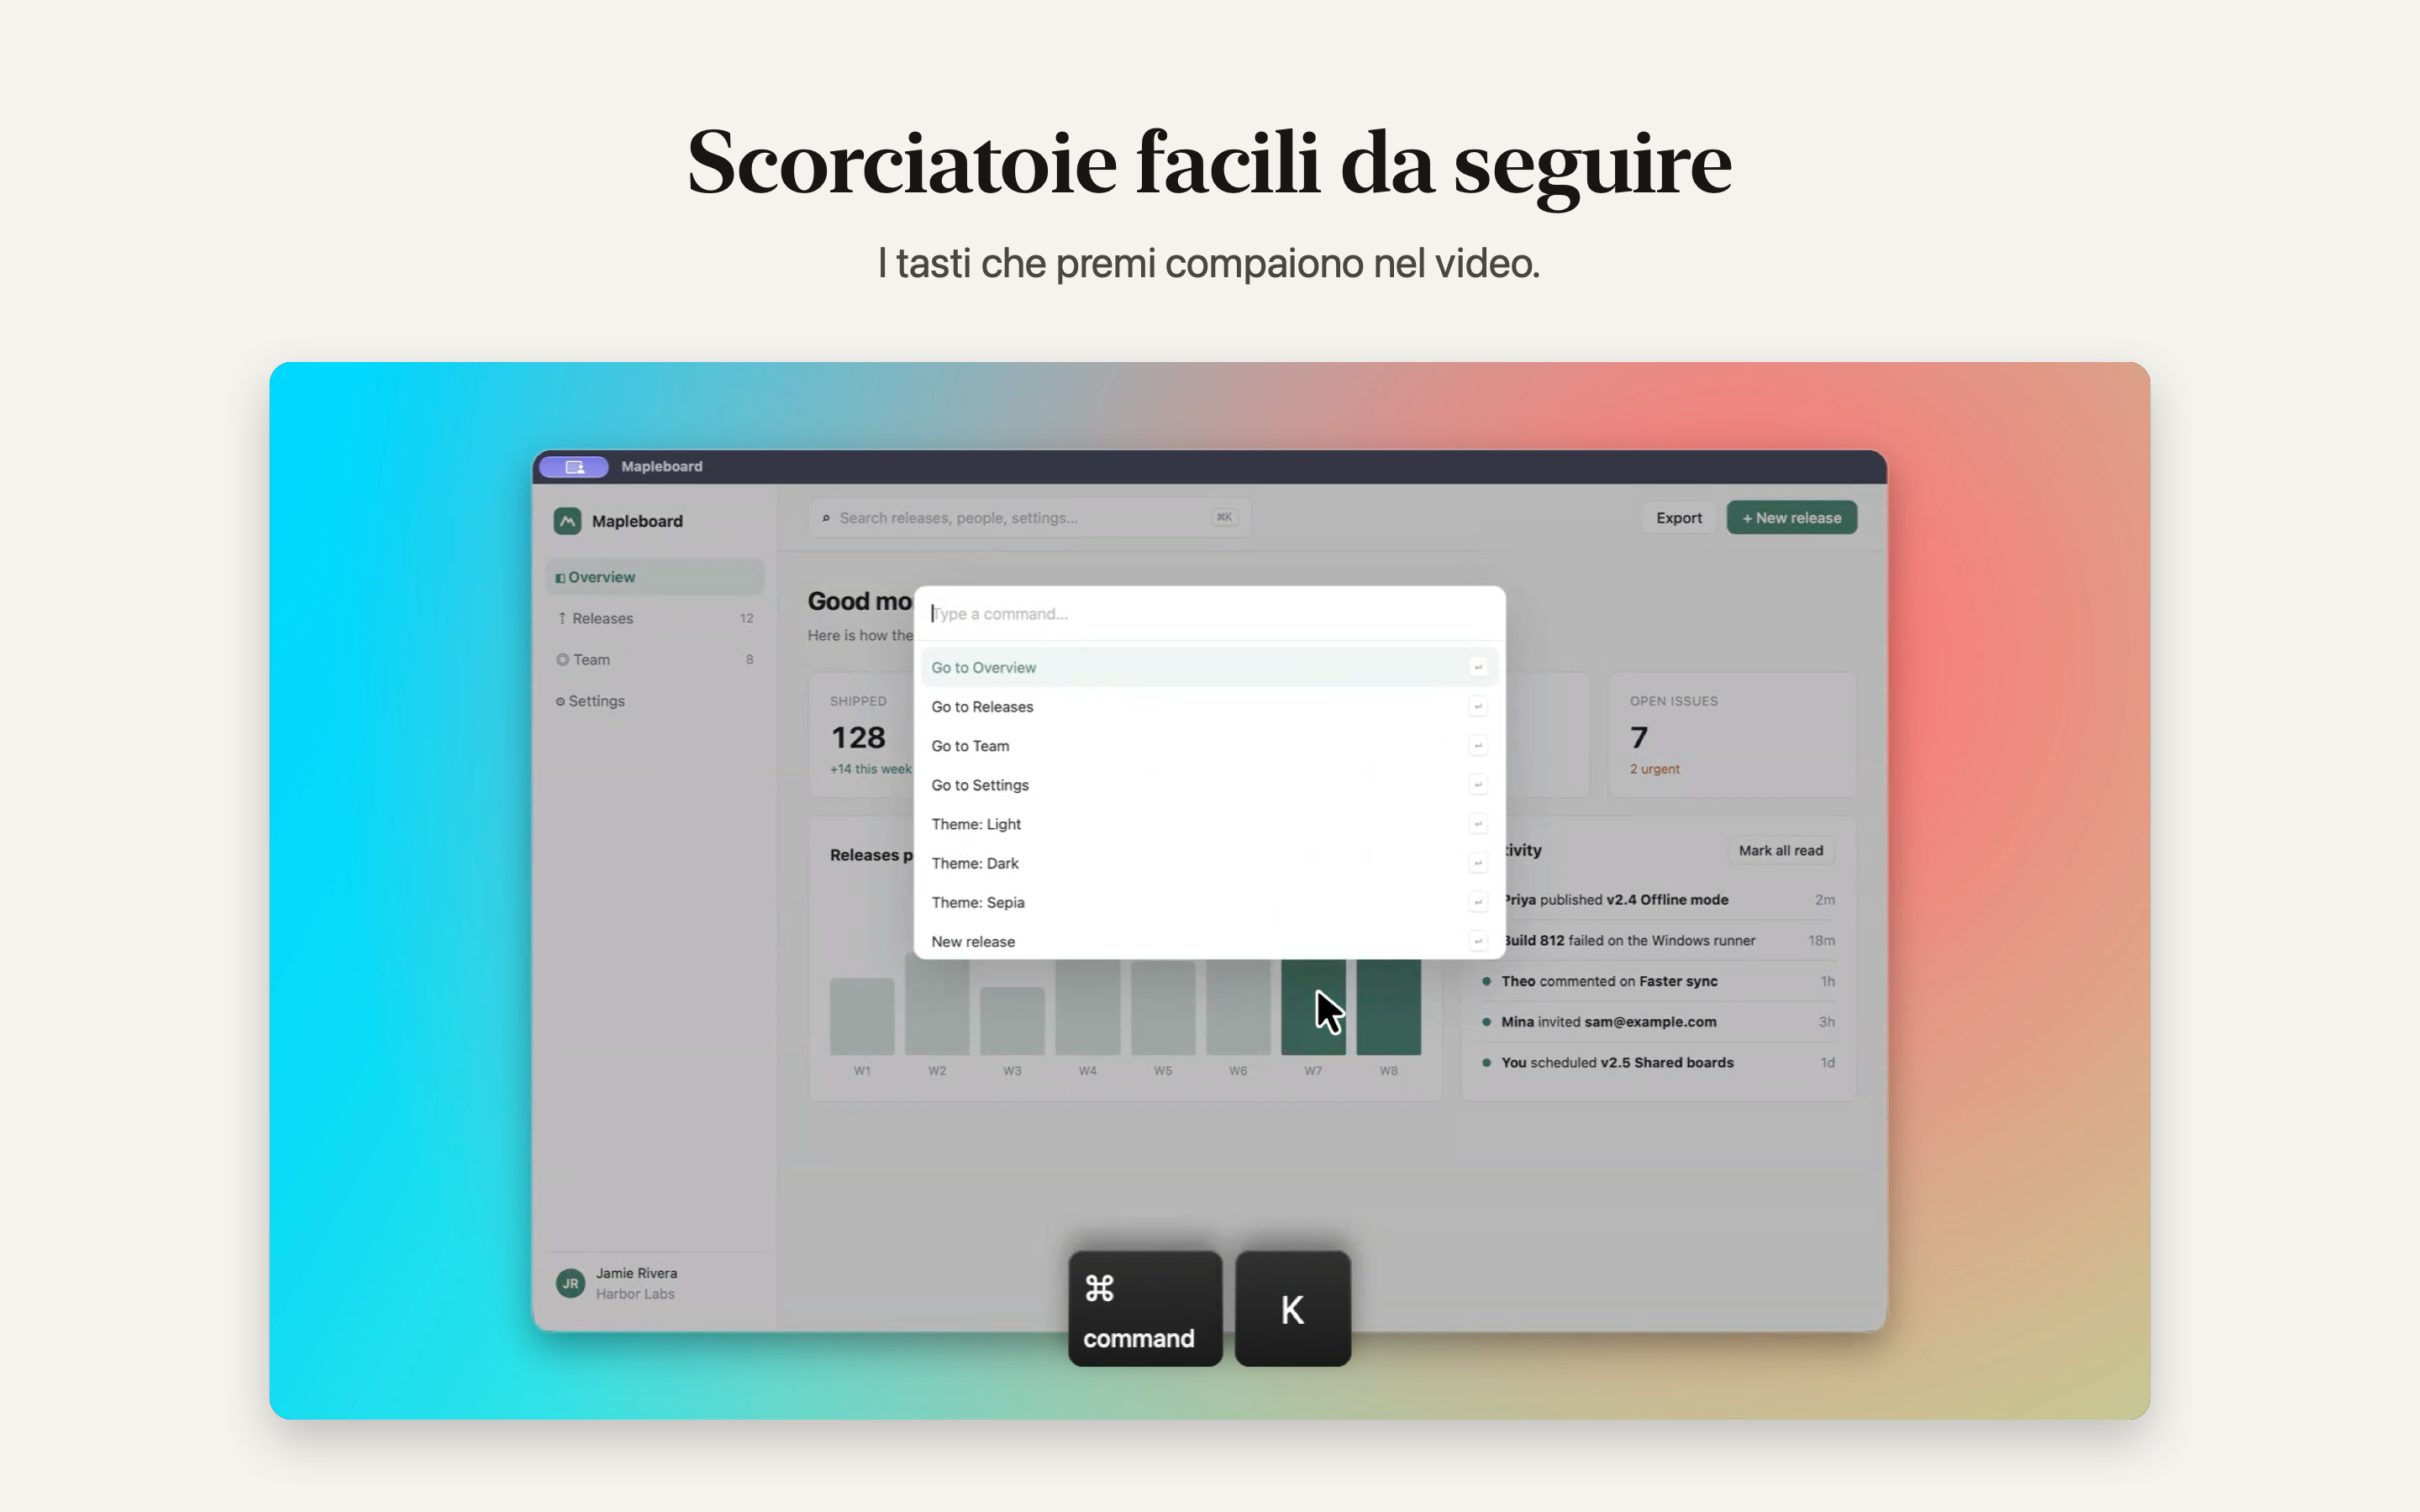 Scorciatoie facili da seguire
I tasti che premi compaiono nel video.
Mapleboard
Mapleboard
Search releases, people, settings... ⌘K
Export
+ New release
Overview
Releases 12
Team 8
Settings
Good mo
Here is how the
Type a command...
Go to Overview
Go to Releases
Go to Team
Go to Settings
Theme: Light
Theme: Dark
Theme: Sepia
New release
SHIPPED
128
+14 this week
OPEN ISSUES
7
2 urgent
Releases p
W1 W2 W3 W4 W5 W6 W7 W8
tivity
Mark all read
Priya published v2.4 Offline mode 2m
Build 812 failed on the Windows runner 18m
Theo commented on Faster sync 1h
Mina invited sam@example.com 3h
You scheduled v2.5 Shared boards 1d
JR
Jamie Rivera
Harbor Labs
⌘
command
K